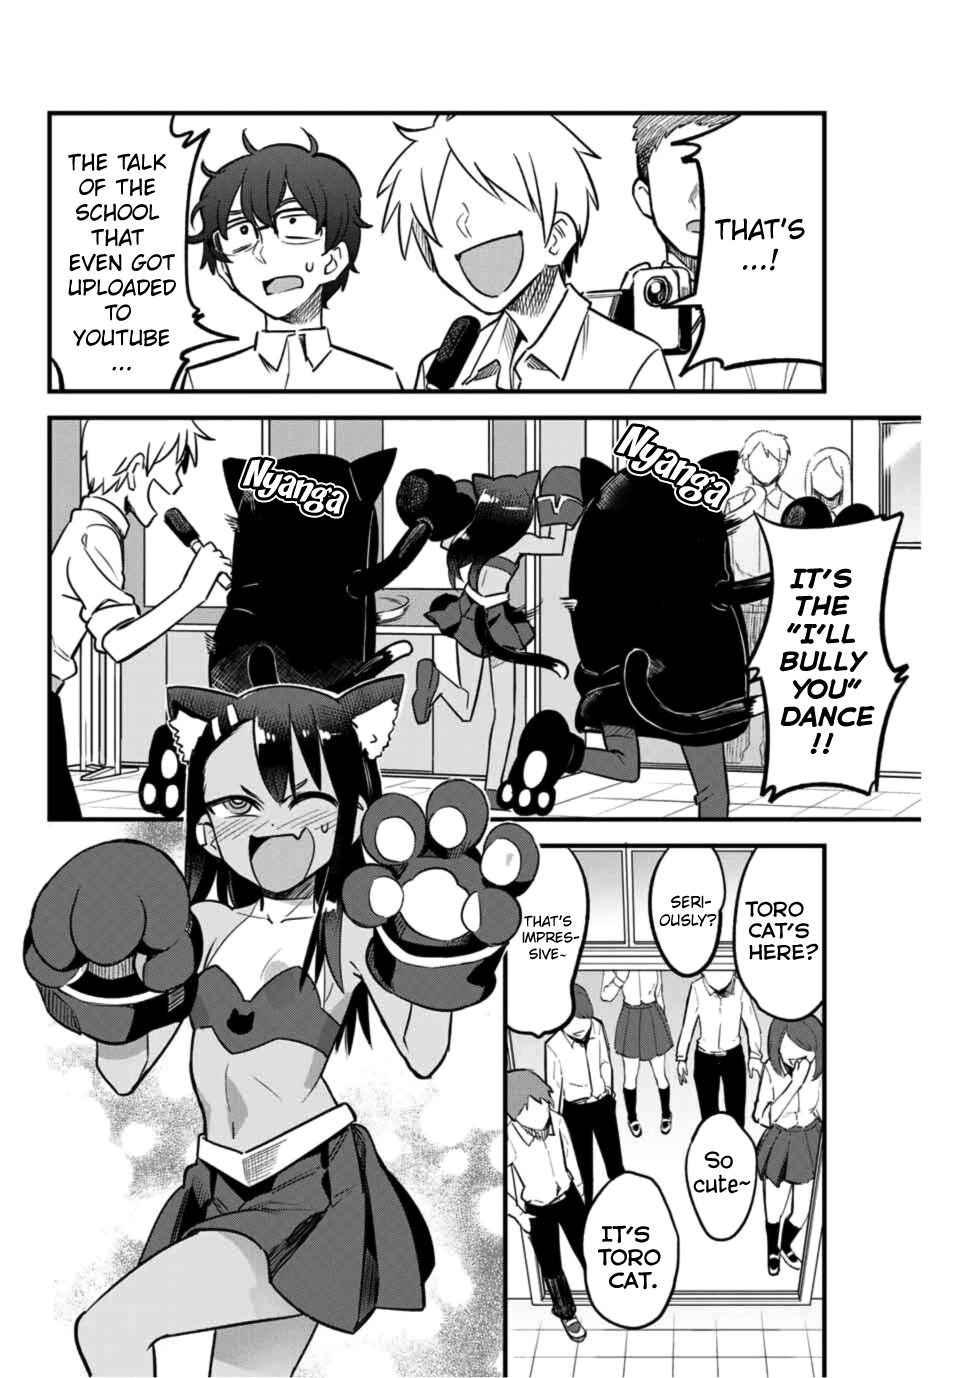 THAT'S
...!
THE TALK
OF THE
SCHOOL
THAT
EVEN GOT
UPLOADED
TO
YOUTUBE
...
Nyanga
Nyanga
IT'S
THE
"I'LL
BULLY
YOU"
DANCE
!!
TORO
CAT'S
HERE?
SERI-
OUSLY?
THAT'S
IMPRES-
SIVE~
So
cute~
IT'S
TORO
CAT.